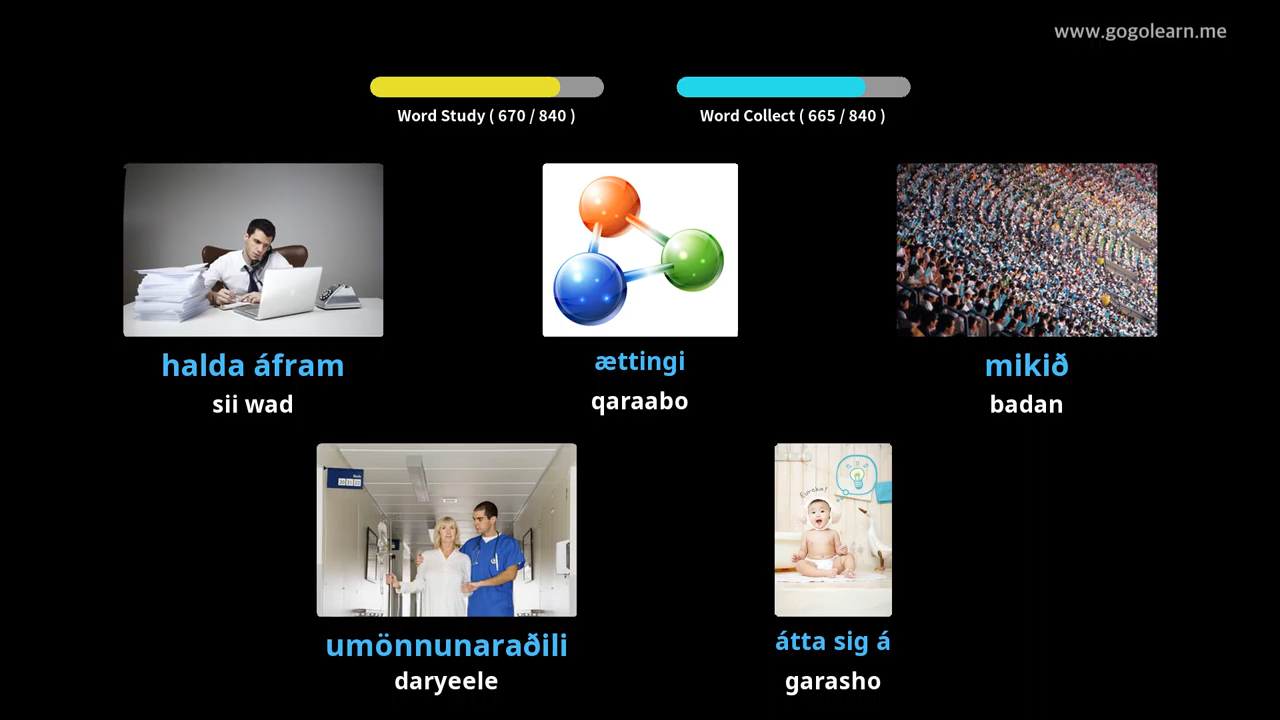 www.gogolearn.me
Word Study ( 670 / 840 )
Word Collect ( 665 / 840 )
halda áfram
sii wad
ættingi
qaraabo
mikið
badan
Eureka!
umönnunaraðili
daryeele
átta sig á
garasho